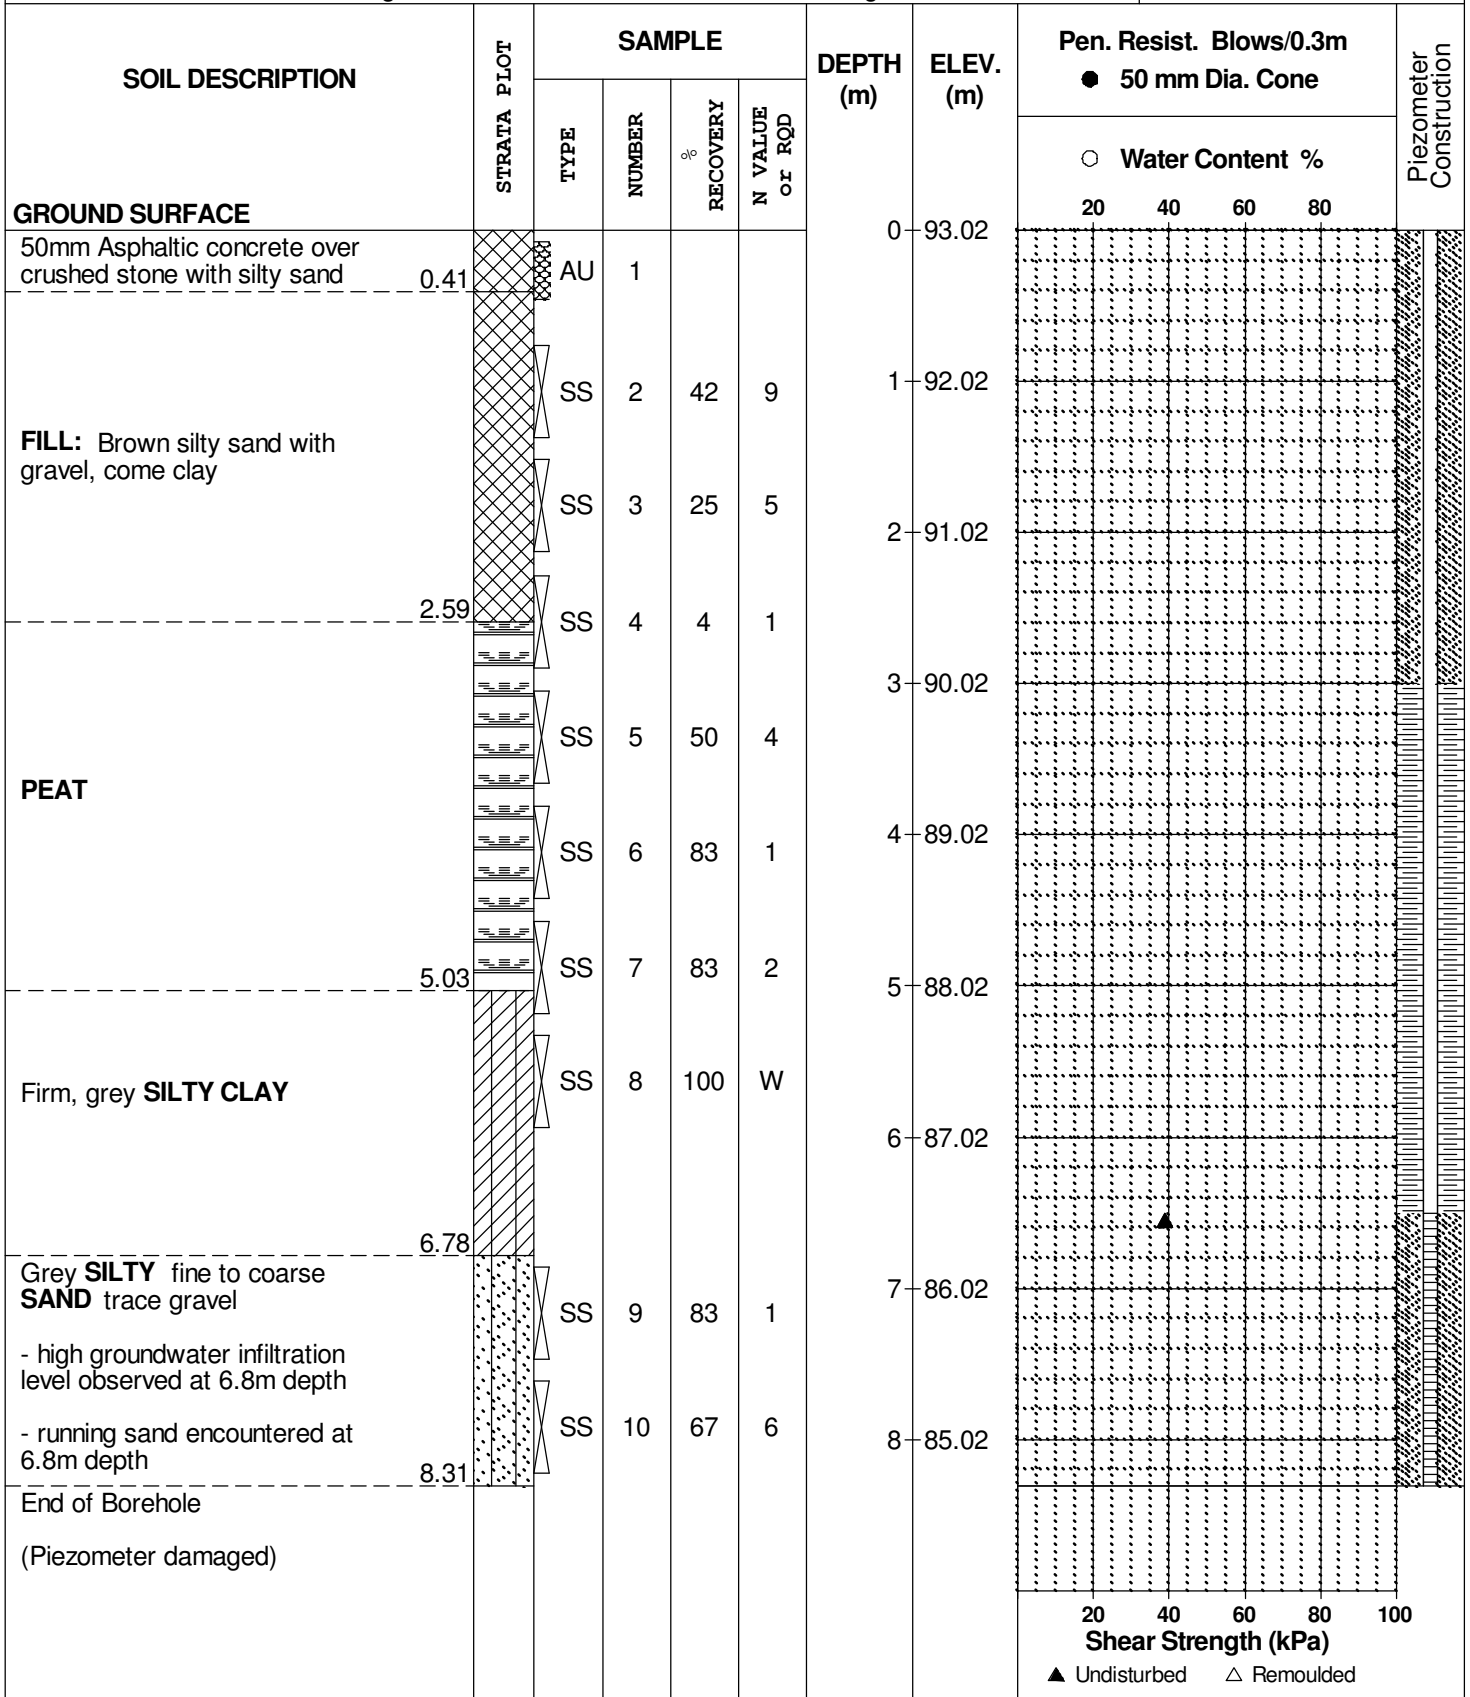 SOIL DESCRIPTION
GROUND SURFACE
STRATA PLOT
SAMPLE
TYPE
NUMBER
%
RECOVERY
N VALUE
or RQD
DEPTH
(m)
ELEV.
(m)
Pen. Resist. Blows/0.3m
● 50 mm Dia. Cone
○ Water Content %
20 40 60 80
Piezometer
Construction
50mm Asphaltic concrete over
crushed stone with silty sand 0.41
FILL: Brown silty sand with
gravel, come clay
2.59
PEAT
5.03
Firm, grey SILTY CLAY
6.78
Grey SILTY fine to coarse
SAND trace gravel
- high groundwater infiltration
level observed at 6.8m depth
- running sand encountered at
6.8m depth
8.31
End of Borehole
(Piezometer damaged)
AU 1
SS 2 42 9
SS 3 25 5
SS 4 4 1
SS 5 50 4
SS 6 83 1
SS 7 83 2
SS 8 100 W
SS 9 83 1
SS 10 67 6
0 93.02
1 92.02
2 91.02
3 90.02
4 89.02
5 88.02
6 87.02
7 86.02
8 85.02
20 40 60 80 100
Shear Strength (kPa)
▲ Undisturbed △ Remoulded